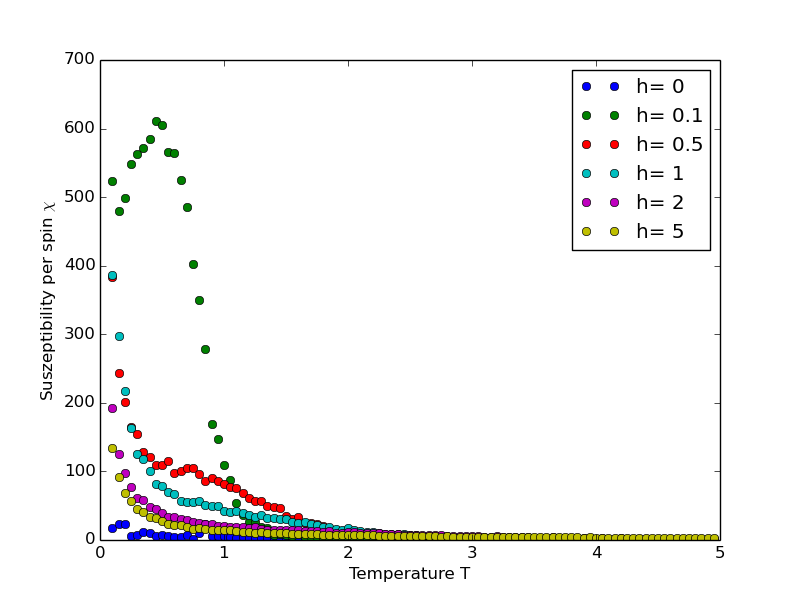 700
600
500
400
300
200
100
0
Suszeptibility per spin χ
0 1 2 3 4 5
Temperature T
h= 0
h= 0.1
h= 0.5
h= 1
h= 2
h= 5